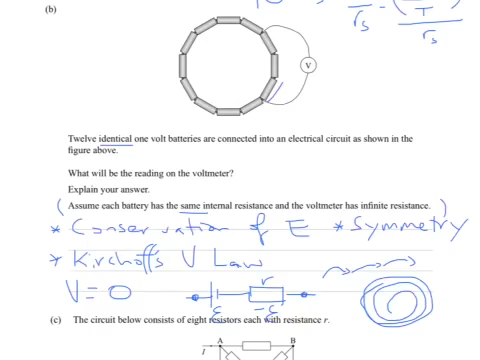 (b)
r_s
T
r_s
V
Twelve identical one volt batteries are connected into an electrical circuit as shown in the
figure above.
What will be the reading on the voltmeter?
Explain your answer.
( Assume each battery has the same internal resistance and the voltmeter has infinite resistance. )
* Conservation of E * Symmetry
* Kirchoffs V Law
V = 0
r
ε
-ε
(c) The circuit below consists of eight resistors each with resistance r.
A
B
I